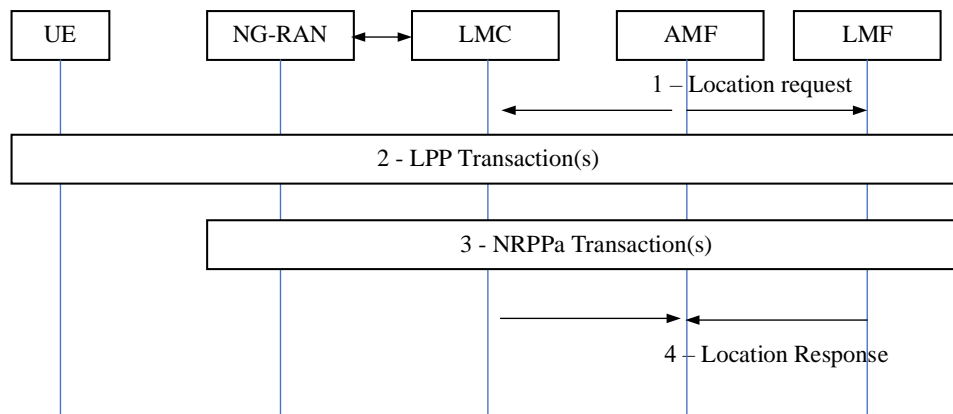 UE
NG-RAN
LMC
AMF
LMF
1 – Location request
2 - LPP Transaction(s)
3 - NRPPa Transaction(s)
4 – Location Response